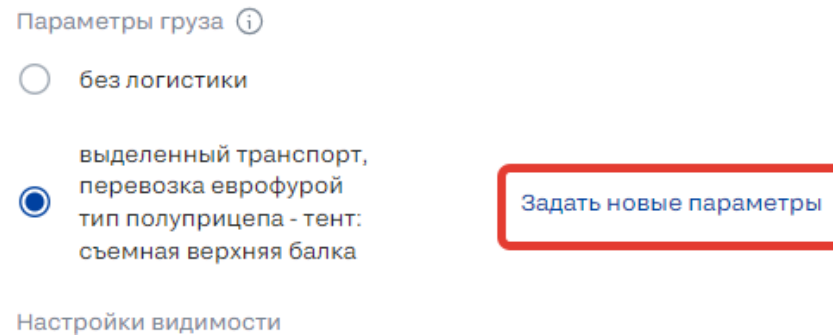 Параметры груза
без логистики
выделенный транспорт,
перевозка еврофурой
Задать новые параметры
тип полуприцепа - тент:
съемная верхняя балка
Настройки видимости